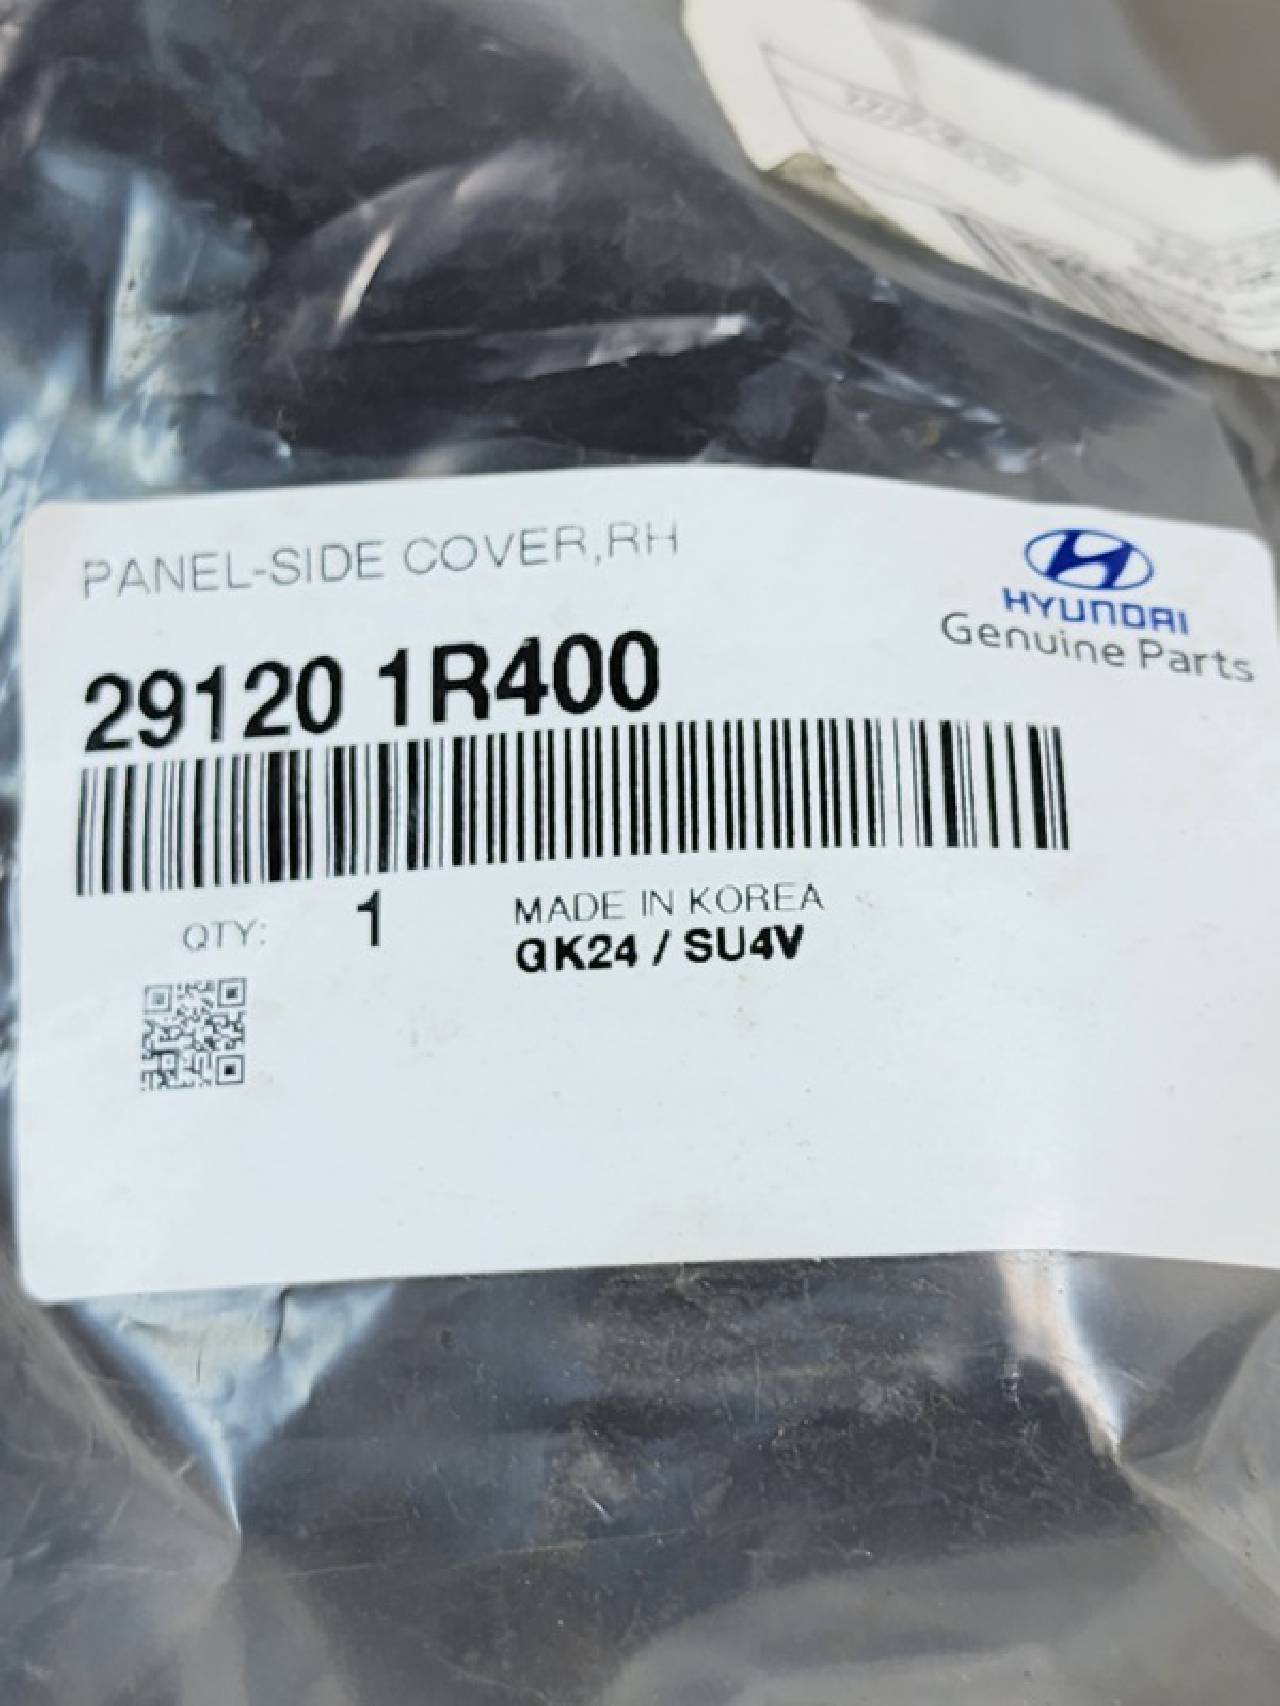 PANEL-SIDE COVER,RH
HYUNDAI
Genuine Parts
29120 1R400
QTY: 1
MADE IN KOREA
QK24 / SU4V